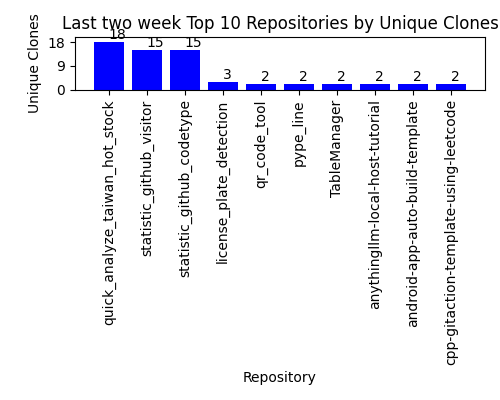 Last two week Top 10 Repositories by Unique Clones
Unique Clones
18
9
0
18
15
15
3
2
2
2
2
2
2
quick_analyze_taiwan_hot_stock
statistic_github_visitor
statistic_github_codetype
license_plate_detection
qr_code_tool
pype_line
TableManager
anythingllm-local-host-tutorial
android-app-auto-build-template
cpp-gitaction-template-using-leetcode
Repository